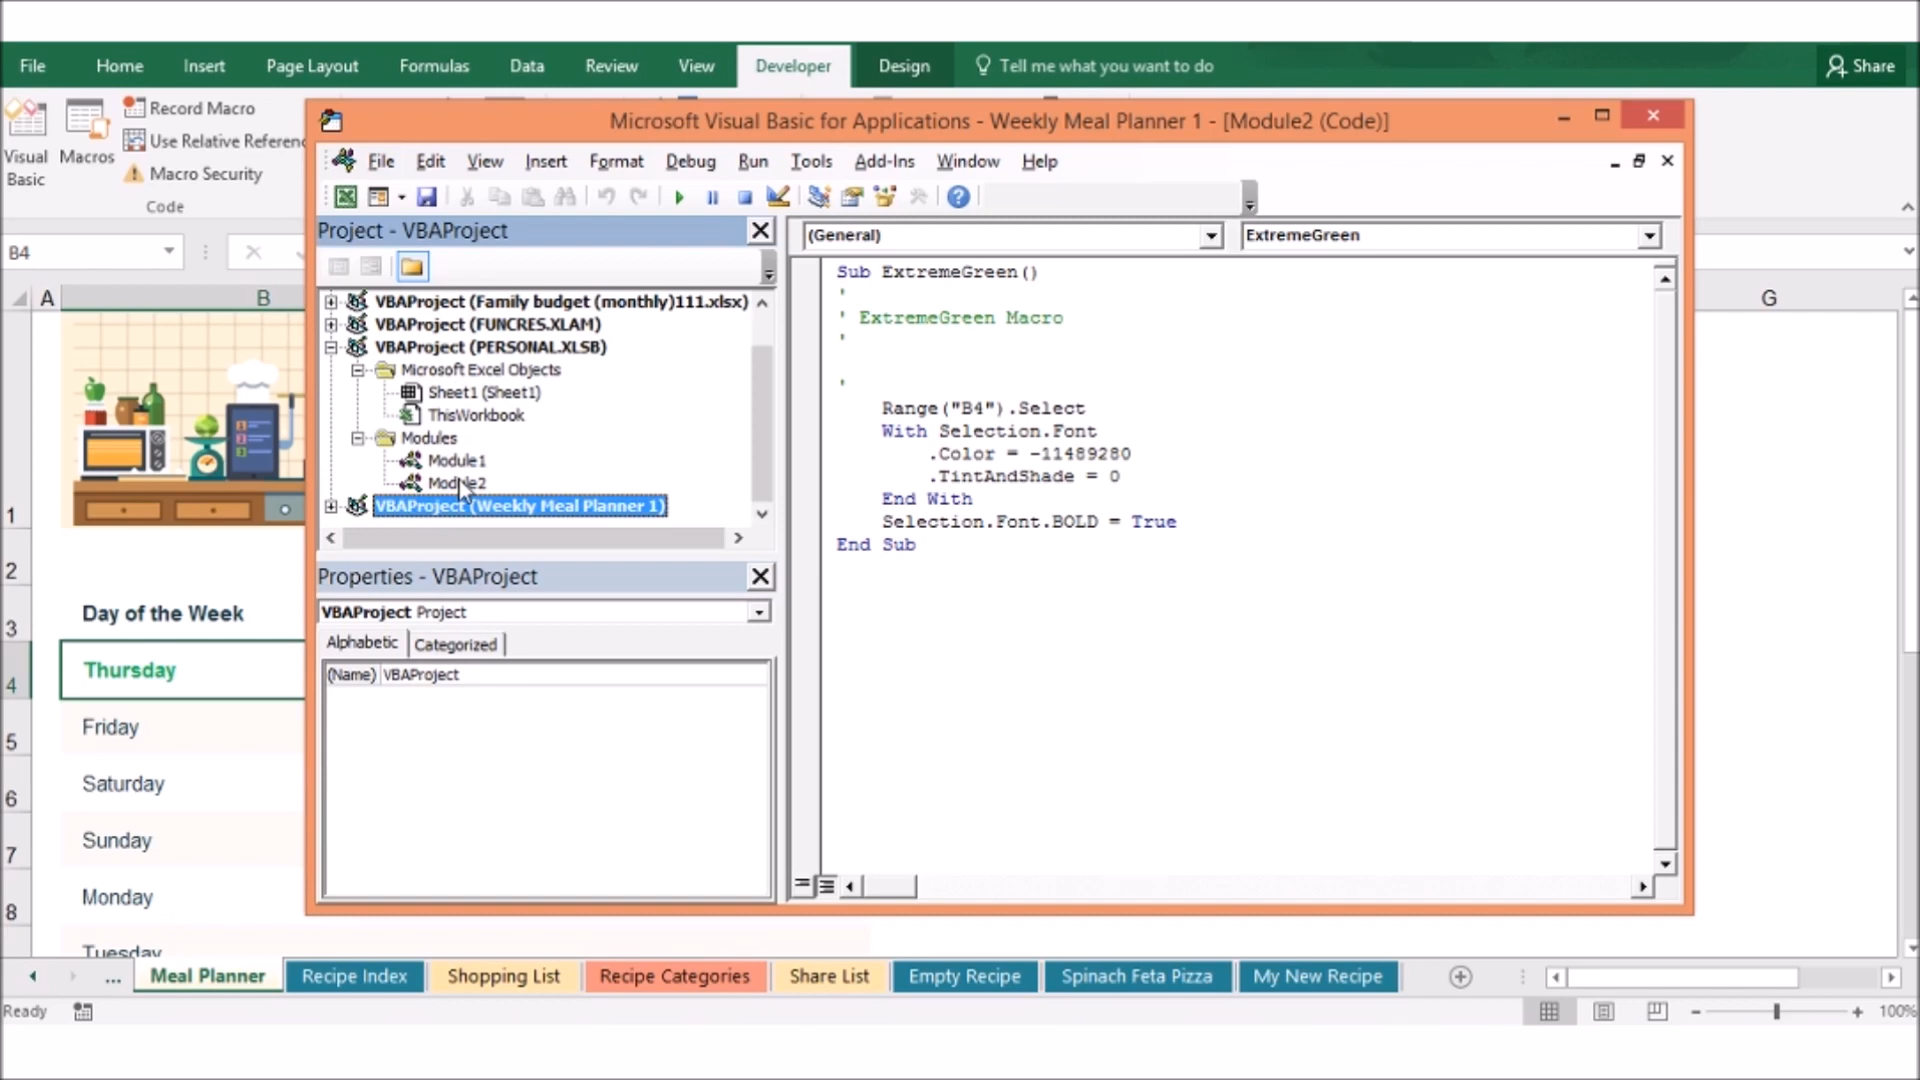 File Home Insert Page Layout Formulas Data Review View Developer Design Tell me what you want to do Share
Visual Basic
Macros
Record Macro
Use Relative Referenc
Macro Security
Code
B4
A B G
1
2
3
4
5
6
7
8
Day of the Week
Thursday
Friday
Saturday
Sunday
Monday
Tuesday
Microsoft Visual Basic for Applications - Weekly Meal Planner 1 - [Module2 (Code)]
File Edit View Insert Format Debug Run Tools Add-Ins Window Help
Project - VBAProject
VBAProject (Family budget (monthly)111.xlsx)
VBAProject (FUNCRES.XLAM)
VBAProject (PERSONAL.XLSB)
Microsoft Excel Objects
Sheet1 (Sheet1)
ThisWorkbook
Modules
Module1
Module2
VBAProject (Weekly Meal Planner 1)
Properties - VBAProject
VBAProject Project
Alphabetic Categorized
(Name) VBAProject
(General) ExtremeGreen
Sub ExtremeGreen()
'
' ExtremeGreen Macro
'
'
Range("B4").Select
With Selection.Font
.Color = -11489280
.TintAndShade = 0
End With
Selection.Font.BOLD = True
End Sub
... Meal Planner Recipe Index Shopping List Recipe Categories Share List Empty Recipe Spinach Feta Pizza My New Recipe
Ready 100%